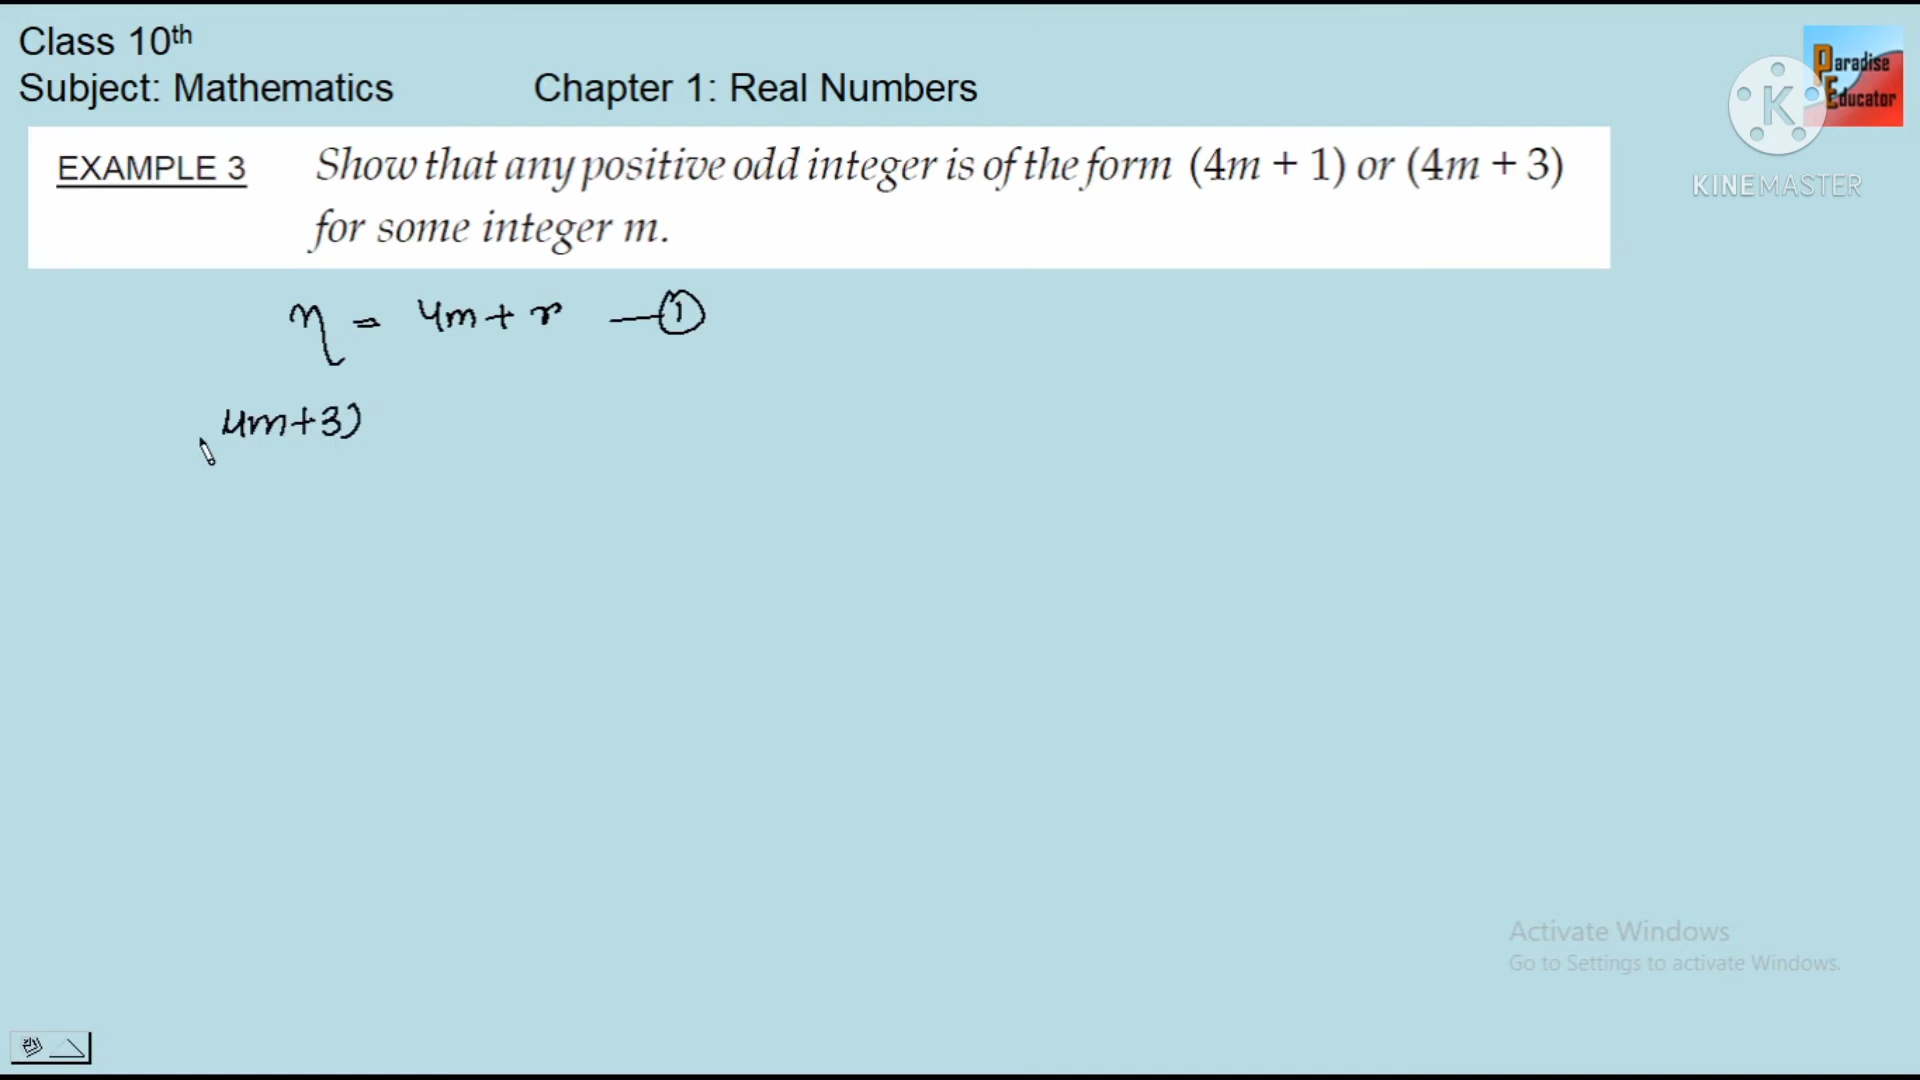 Class 10th
Subject: Mathematics Chapter 1: Real Numbers
Paradise Educator
K
KINEMASTER
EXAMPLE 3 Show that any positive odd integer is of the form (4m + 1) or (4m + 3)
for some integer m.
n = 4m + r — ①
4m+3)
Activate Windows
Go to Settings to activate Windows.